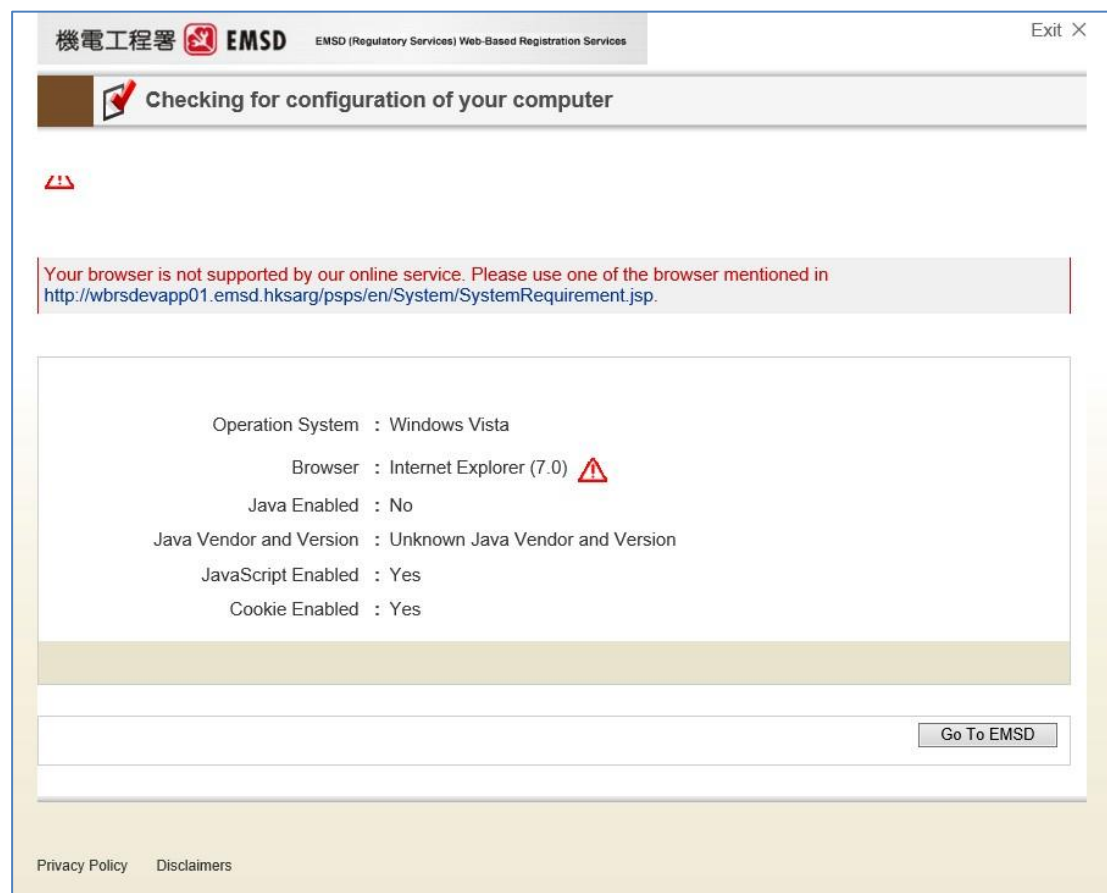 機電工程署 EMSD EMSD (Regulatory Services) Web-Based Registration Services
Exit ×
Checking for configuration of your computer
Your browser is not supported by our online service. Please use one of the browser mentioned in
http://wbrsdevapp01.emsd.hksarg/psps/en/System/SystemRequirement.jsp.
Operation System : Windows Vista
Browser : Internet Explorer (7.0)
Java Enabled : No
Java Vendor and Version : Unknown Java Vendor and Version
JavaScript Enabled : Yes
Cookie Enabled : Yes
Go To EMSD
Privacy Policy Disclaimers